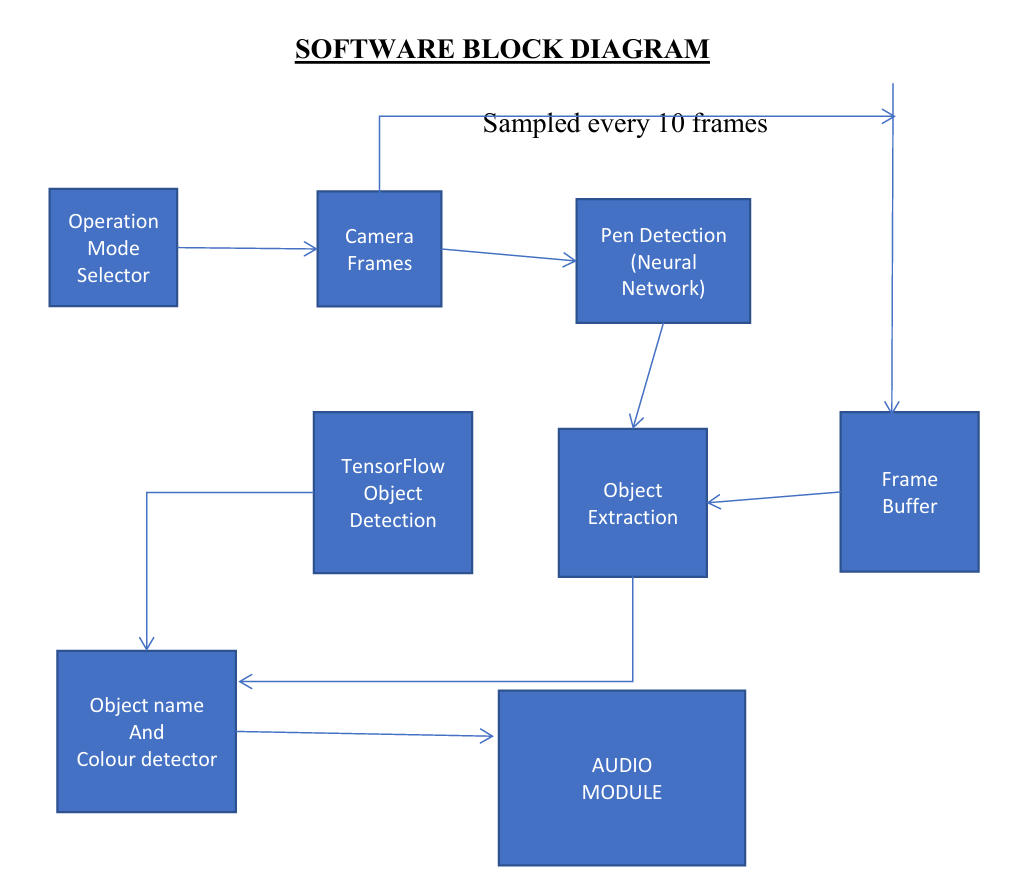 SOFTWARE BLOCK DIAGRAM
Sampled every 10 frames
Operation
Mode
Selector
Camera
Frames
Pen Detection
(Neural
Network)
TensorFlow
Object
Detection
Object
Extraction
Frame
Buffer
Object name
And
Colour detector
AUDIO
MODULE